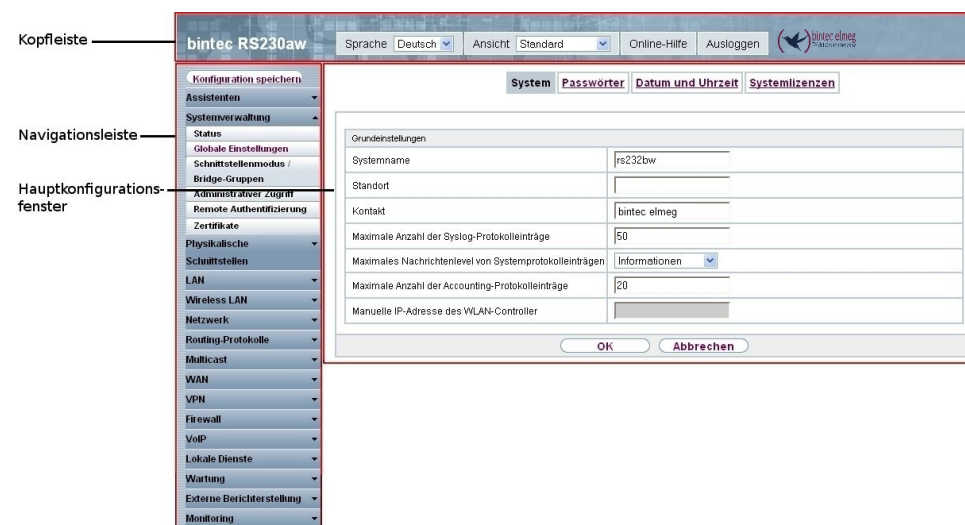 Kopfleiste
bintec RS230aw
Sprache Deutsch Ansicht Standard Online-Hilfe Ausloggen
bintec elmeg
Navigationsleiste
Konfiguration speichern
Assistenten
Systemverwaltung
Status
Globale Einstellungen
Schnittstellenmodus /
Bridge-Gruppen
Administrativer Zugriff
Remote Authentifizierung
Zertifikate
Physikalische
Schnittstellen
LAN
Wireless LAN
Netzwerk
Routing-Protokolle
Multicast
WAN
VPN
Firewall
VoIP
Lokale Dienste
Wartung
Externe Berichterstellung
Monitoring
Hauptkonfigurations-
fenster
System Passwörter Datum und Uhrzeit Systemlizenzen
Grundeinstellungen
Systemname rs232bw
Standort
Kontakt bintec elmeg
Maximale Anzahl der Syslog-Protokolleinträge 50
Maximales Nachrichtenlevel von Systemprotokolleinträgen Informationen
Maximale Anzahl der Accounting-Protokolleinträge 20
Manuelle IP-Adresse des WLAN-Controller
OK Abbrechen